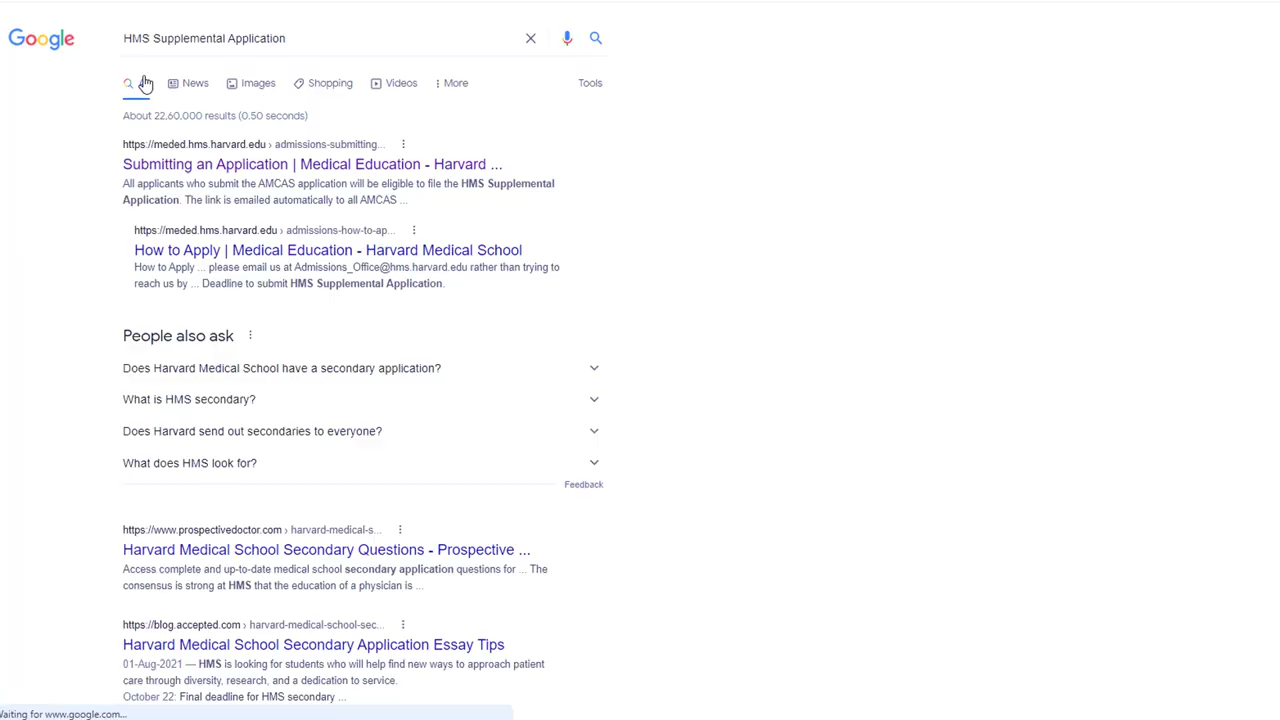 Google
HMS Supplemental Application
News
Images
Shopping
Videos
More
Tools
About 22,60,000 results (0.50 seconds)
https://meded.hms.harvard.edu › admissions-submitting...
Submitting an Application | Medical Education - Harvard ...
All applicants who submit the AMCAS application will be eligible to file the HMS Supplemental
Application. The link is emailed automatically to all AMCAS ...
https://meded.hms.harvard.edu › admissions-how-to-ap...
How to Apply | Medical Education - Harvard Medical School
How to Apply ... please email us at Admissions_Office@hms.harvard.edu rather than trying to
reach us by ... Deadline to submit HMS Supplemental Application.
People also ask
Does Harvard Medical School have a secondary application?
What is HMS secondary?
Does Harvard send out secondaries to everyone?
What does HMS look for?
Feedback
https://www.prospectivedoctor.com › harvard-medical-s...
Harvard Medical School Secondary Questions - Prospective ...
Access complete and up-to-date medical school secondary application questions for ... The
consensus is strong at HMS that the education of a physician is ...
https://blog.accepted.com › harvard-medical-school-sec...
Harvard Medical School Secondary Application Essay Tips
01-Aug-2021 — HMS is looking for students who will help find new ways to approach patient
care through diversity, research, and a dedication to service.
October 22: Final deadline for HMS secondary ...
Waiting for www.google.com...